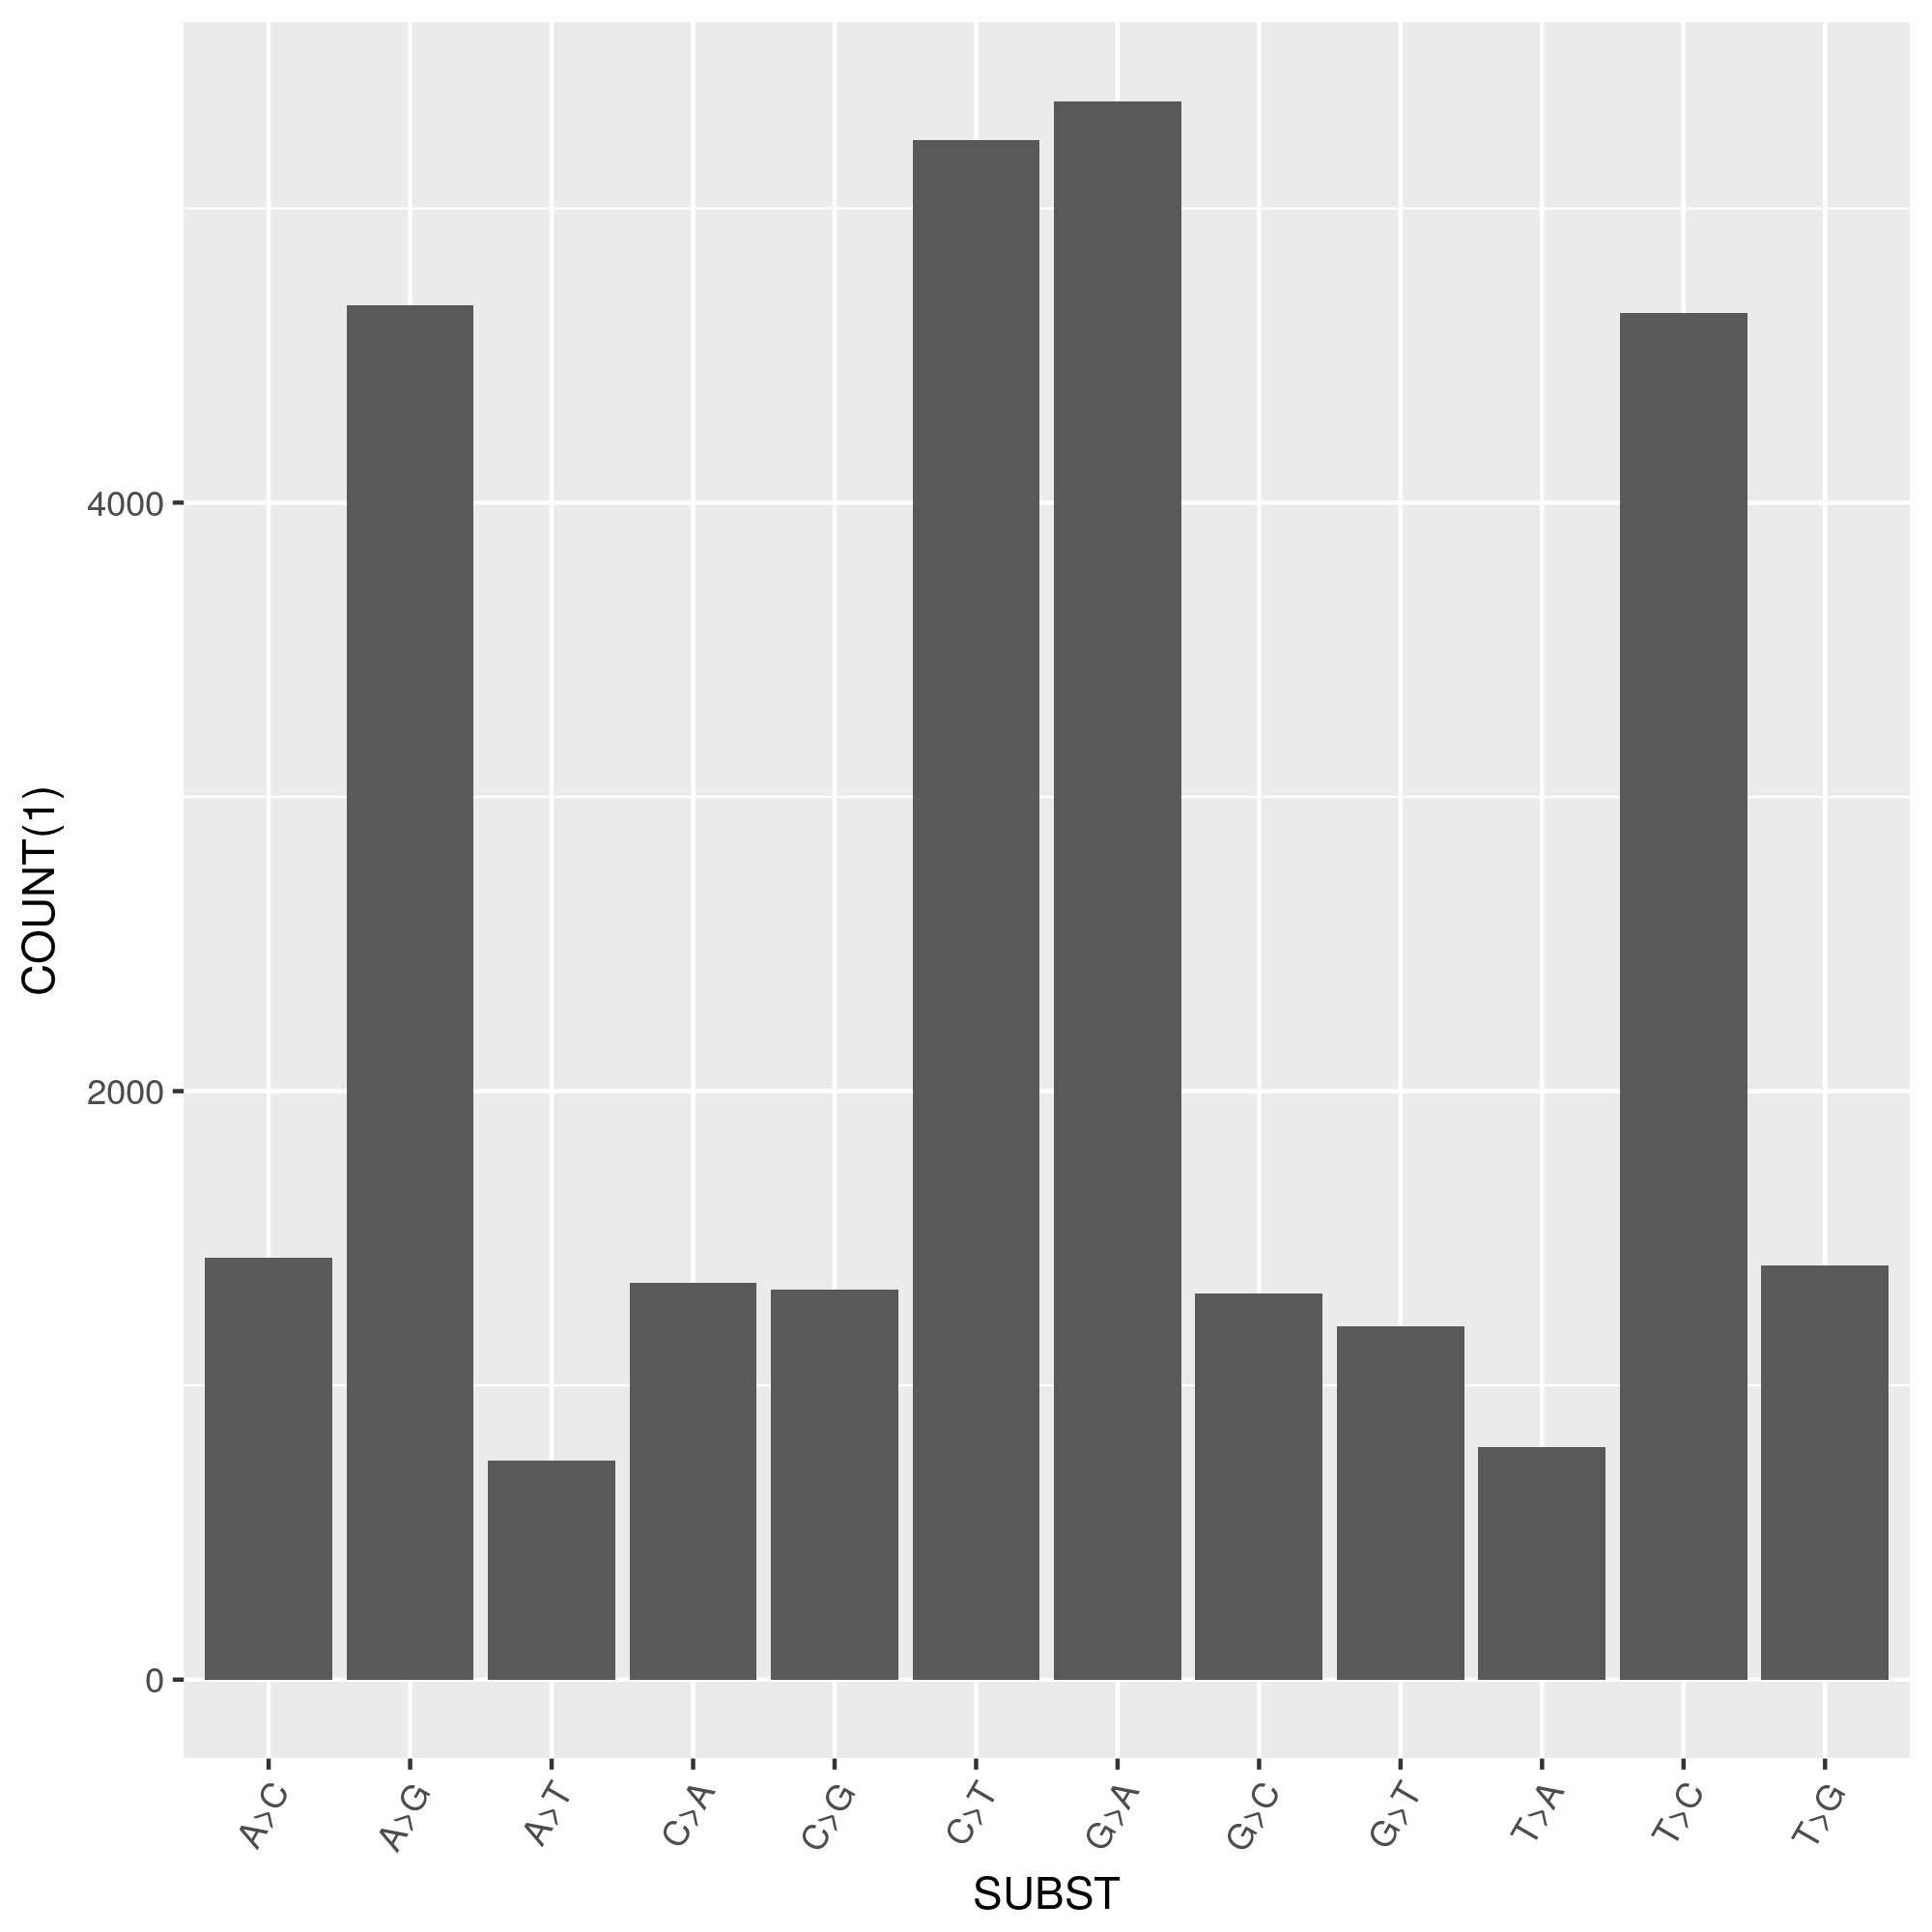 COUNT(1)
4000
2000
0
A>C
A>G
A>T
C>A
C>G
C>T
G>A
G>C
G>T
T>A
T>C
T>G
SUBST